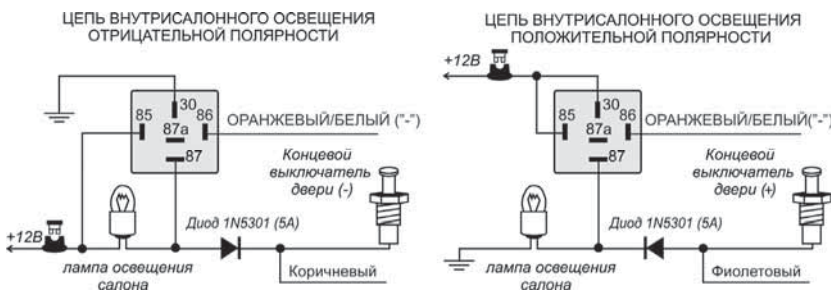 ЦЕПЬ ВНУТРИСАЛОННОГО ОСВЕЩЕНИЯ
ОТРИЦАТЕЛЬНОЙ ПОЛЯРНОСТИ
85
30
86
87а
87
ОРАНЖЕВЫЙ/БЕЛЫЙ ("-")
Концевой
выключатель
двери (-)
Диод 1N5301 (5А)
+12В
лампа освещения
салона
Коричневый
ЦЕПЬ ВНУТРИСАЛОННОГО ОСВЕЩЕНИЯ
ПОЛОЖИТЕЛЬНОЙ ПОЛЯРНОСТИ
+12В
85
30
86
87а
87
ОРАНЖЕВЫЙ/БЕЛЫЙ("-")
Концевой
выключатель
двери (+)
Диод 1N5301 (5А)
лампа освещения
салона
Фиолетовый